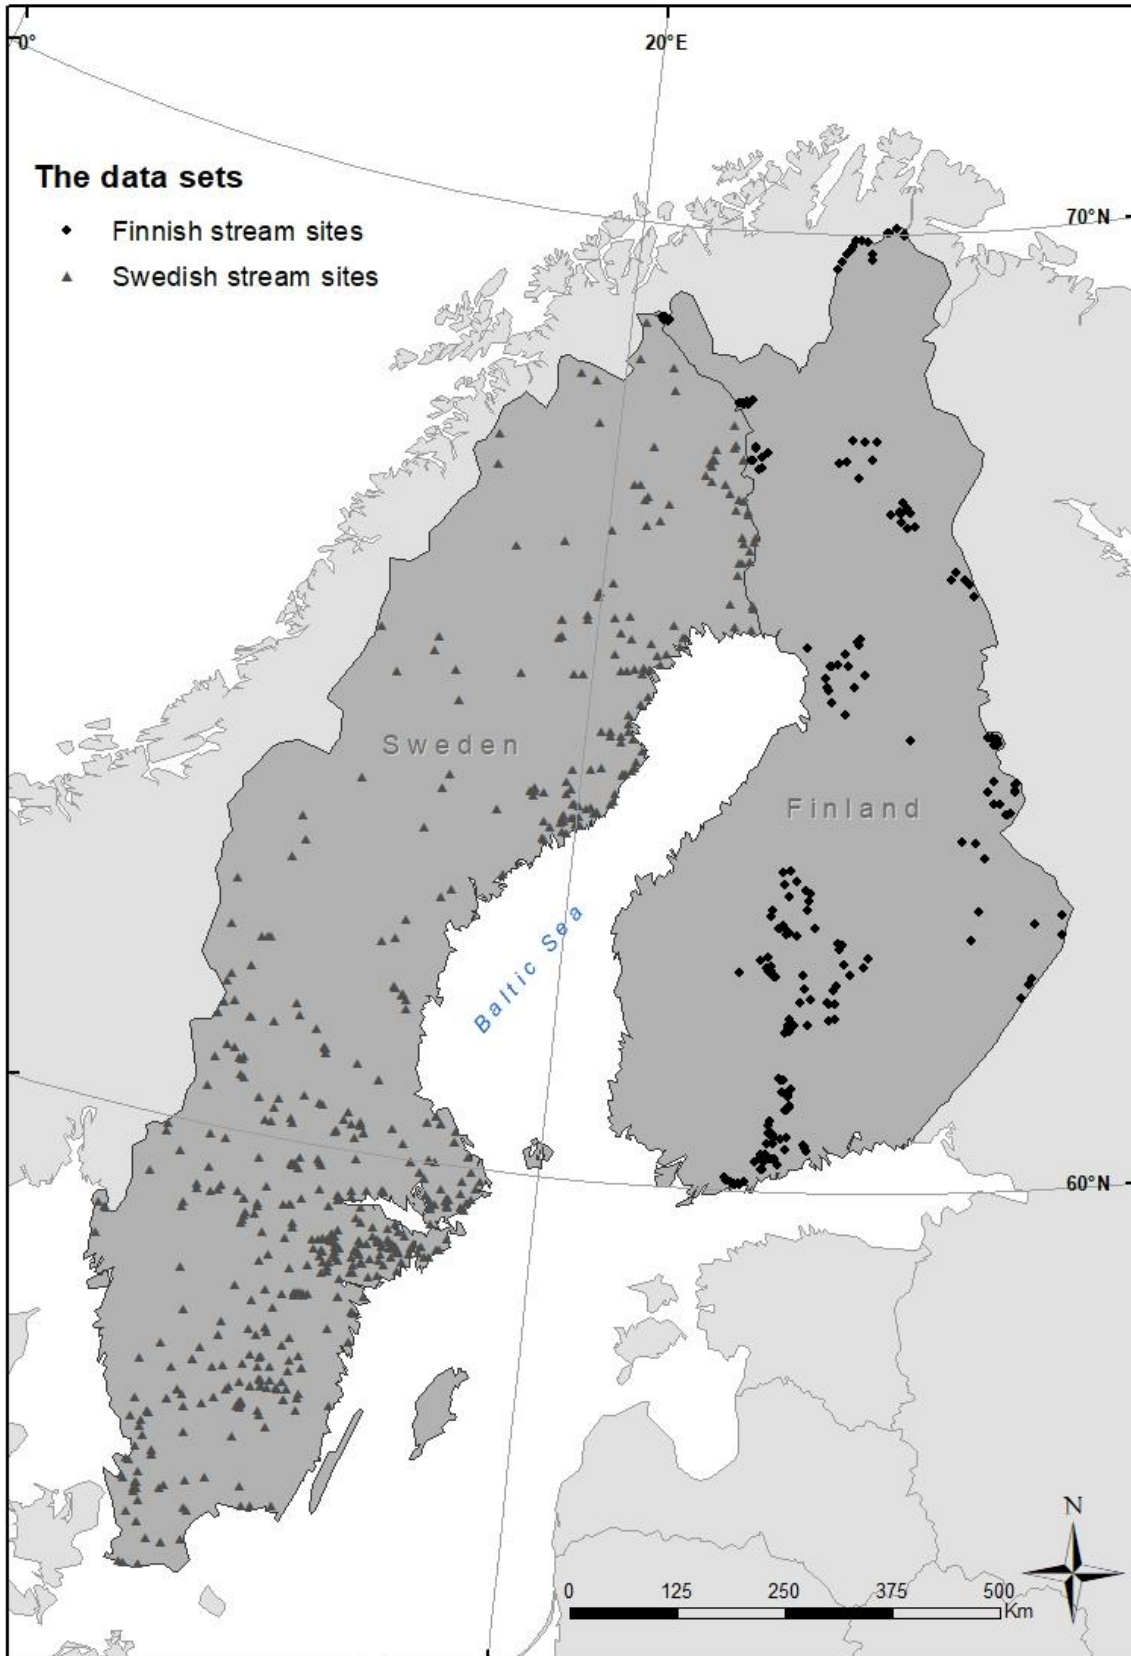 0°
20°E
The data sets
Finnish stream sites
Swedish stream sites
70°N
Sweden
Finland
Baltic Sea
60°N
N
0 125 250 375 500
Km